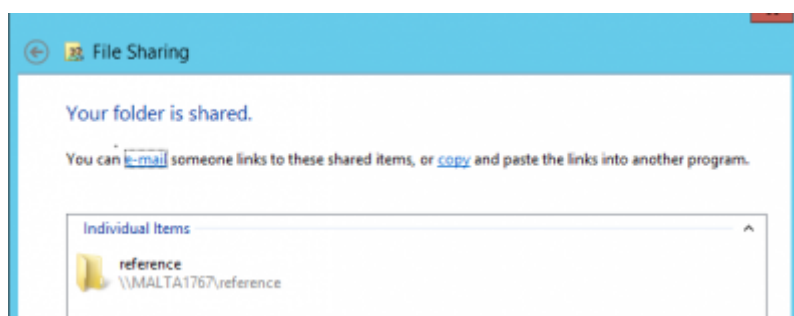 File Sharing
Your folder is shared.
You can e-mail someone links to these shared items, or copy and paste the links into another program.
Individual Items
reference
\\MALTA1767\reference